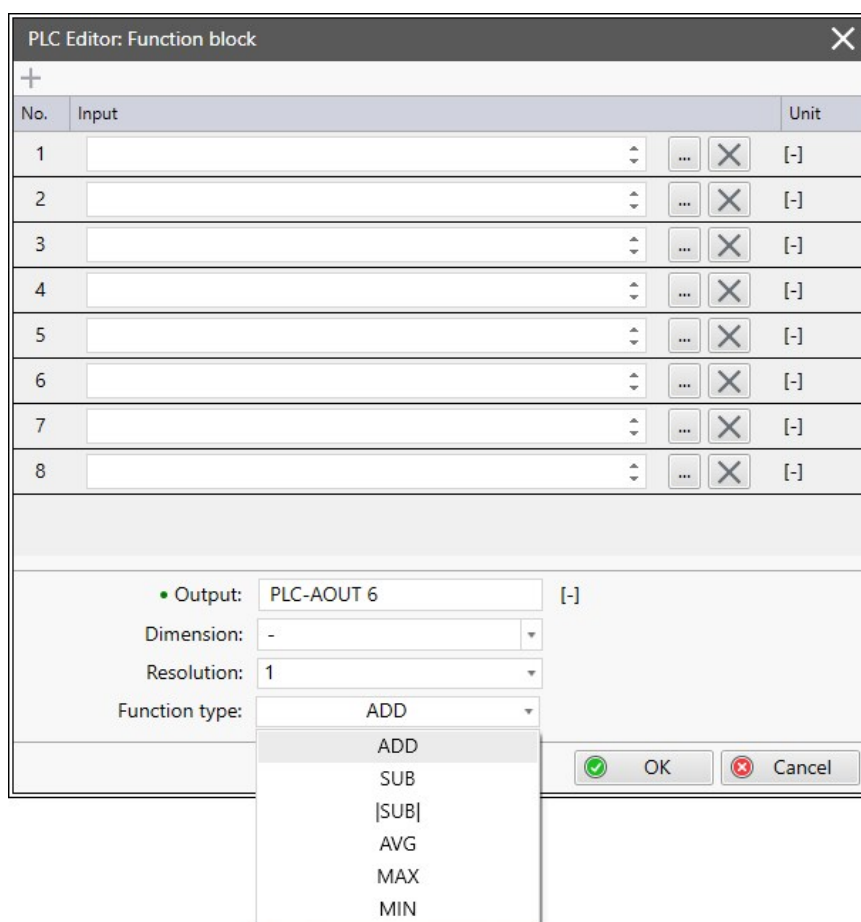 PLC Editor: Function block
No. Input Unit
1 ... [-]
2 ... [-]
3 ... [-]
4 ... [-]
5 ... [-]
6 ... [-]
7 ... [-]
8 ... [-]
Output: PLC-AOUT 6 [-]
Dimension: -
Resolution: 1
Function type: ADD
ADD
OK Cancel
SUB
|SUB|
AVG
MAX
MIN